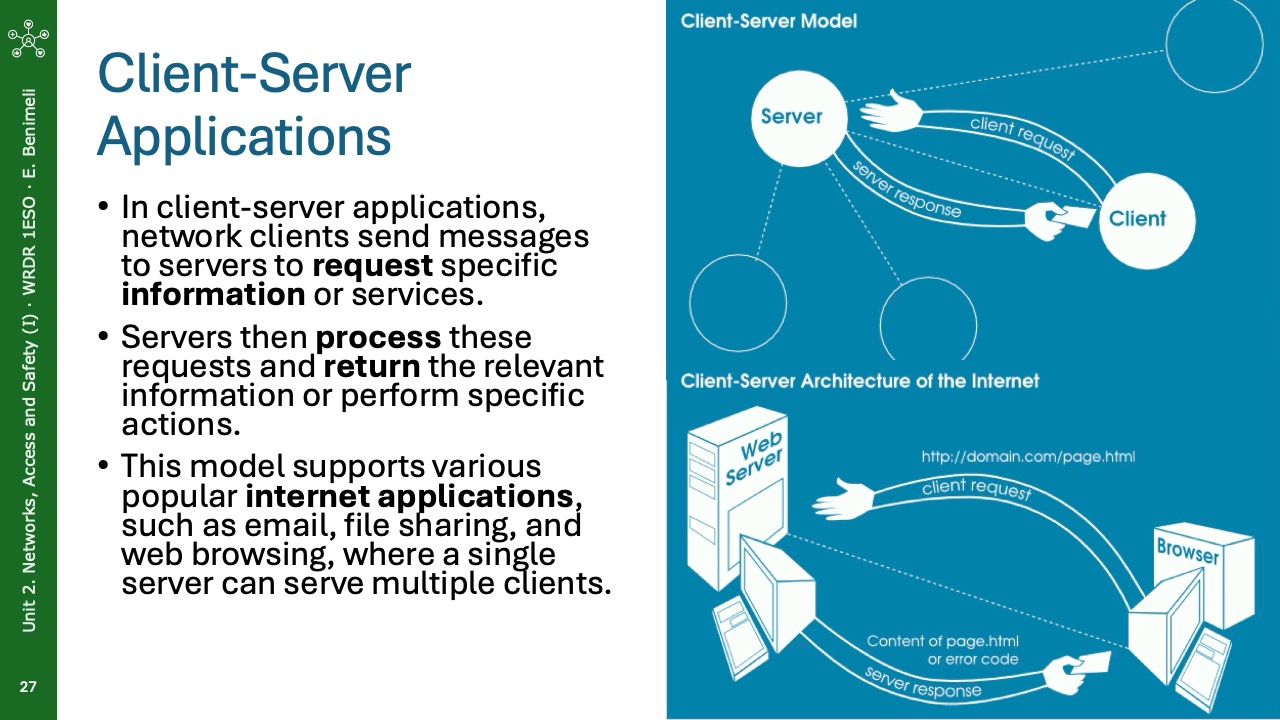 Unit 2. Networks, Access and Safety (I) · WRDR 1ESO · E. Benimeli
27
Client-Server
Applications
• In client-server applications,
network clients send messages
to servers to request specific
information or services.
• Servers then process these
requests and return the relevant
information or perform specific
actions.
• This model supports various
popular internet applications,
such as email, file sharing, and
web browsing, where a single
server can serve multiple clients.
Client-Server Model
Server
client request
server response
Client
Client-Server Architecture of the Internet
Web
Server
http://domain.com/page.html
client request
Browser
Content of page.html
or error code
server response